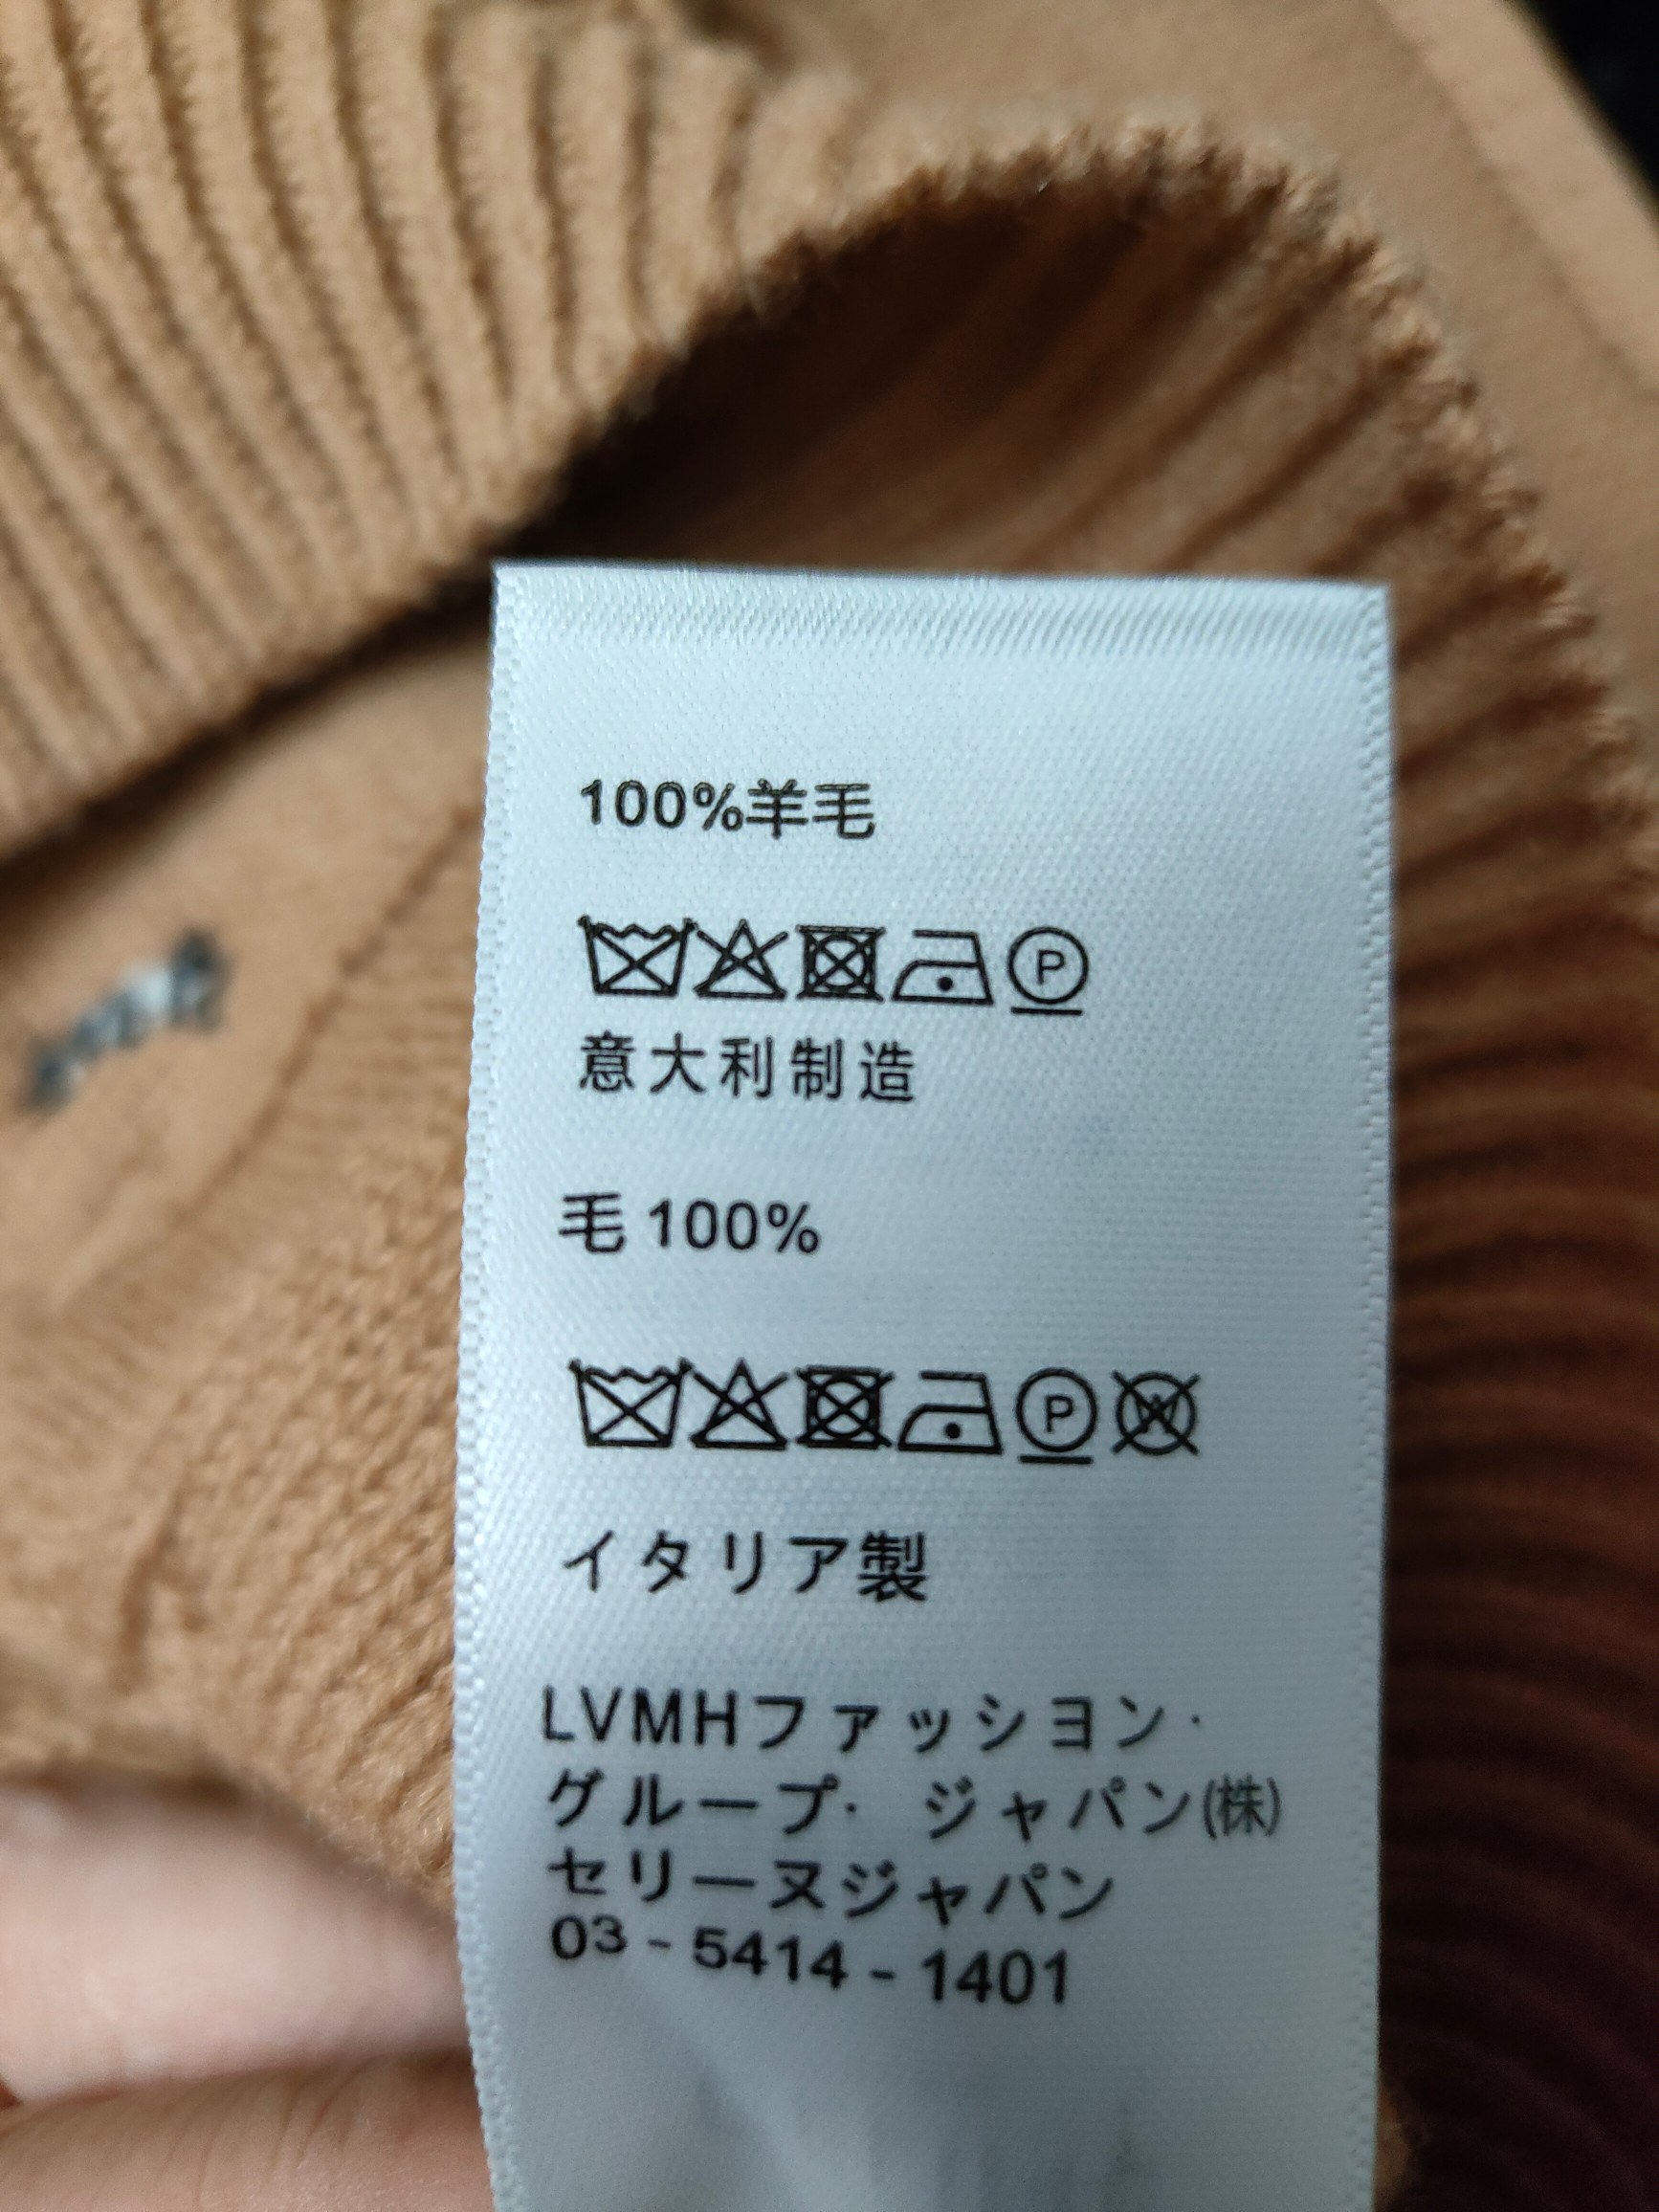 100%羊毛
P
意大利制造
毛 100%
P W
イタリア製
LVMHファッション·
グループ· ジャパン(株)
セリーヌジャパン
03-5414-1401